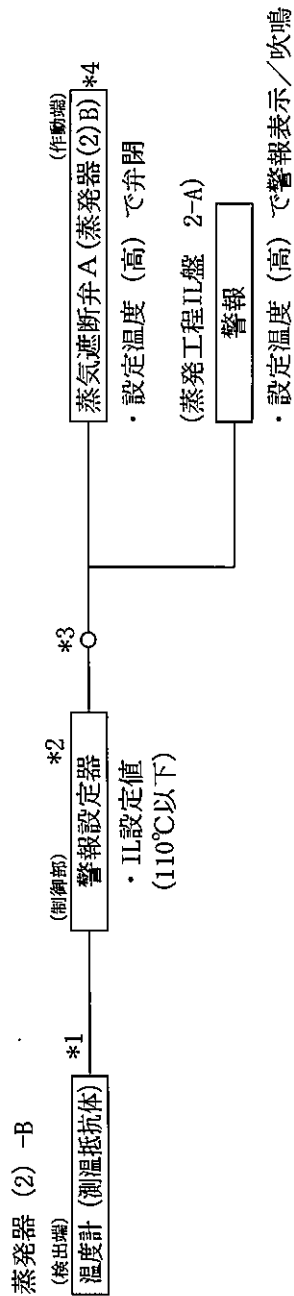 蒸発器 (2) -B
(検出端)
温度計 (測温抵抗体)
*1
(制御部)
*2
警報設定器
・IL設定値
(110℃以下)
*3
(作動端)
蒸気遮断弁A (蒸発器(2)B)
*4
・設定温度 (高) で弁閉
(蒸発工程IL盤 2-A)
警報
・設定温度 (高) で警報表示/吹鳴